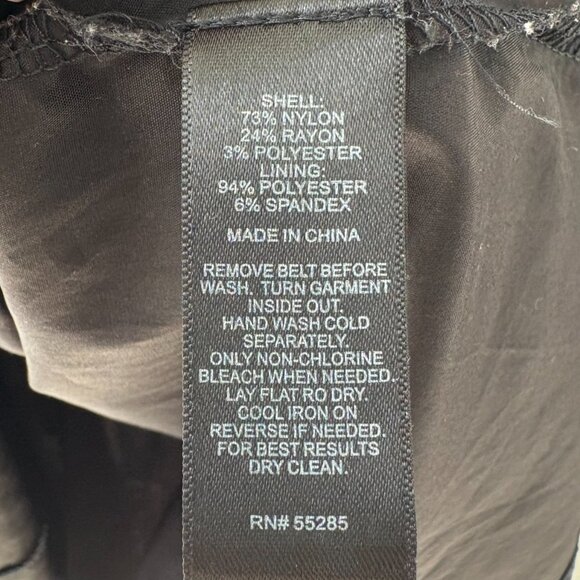 SHELL:
73% NYLON
24% RAYON
3% POLYESTER
LINING:
94% POLYESTER
6% SPANDEX
MADE IN CHINA
REMOVE BELT BEFORE
WASH. TURN GARMENT
INSIDE OUT.
HAND WASH COLD
SEPARATELY.
ONLY NON-CHLORINE
BLEACH WHEN NEEDED.
LAY FLAT RO DRY.
COOL IRON ON
REVERSE IF NEEDED.
FOR BEST RESULTS
DRY CLEAN.
RN# 55285